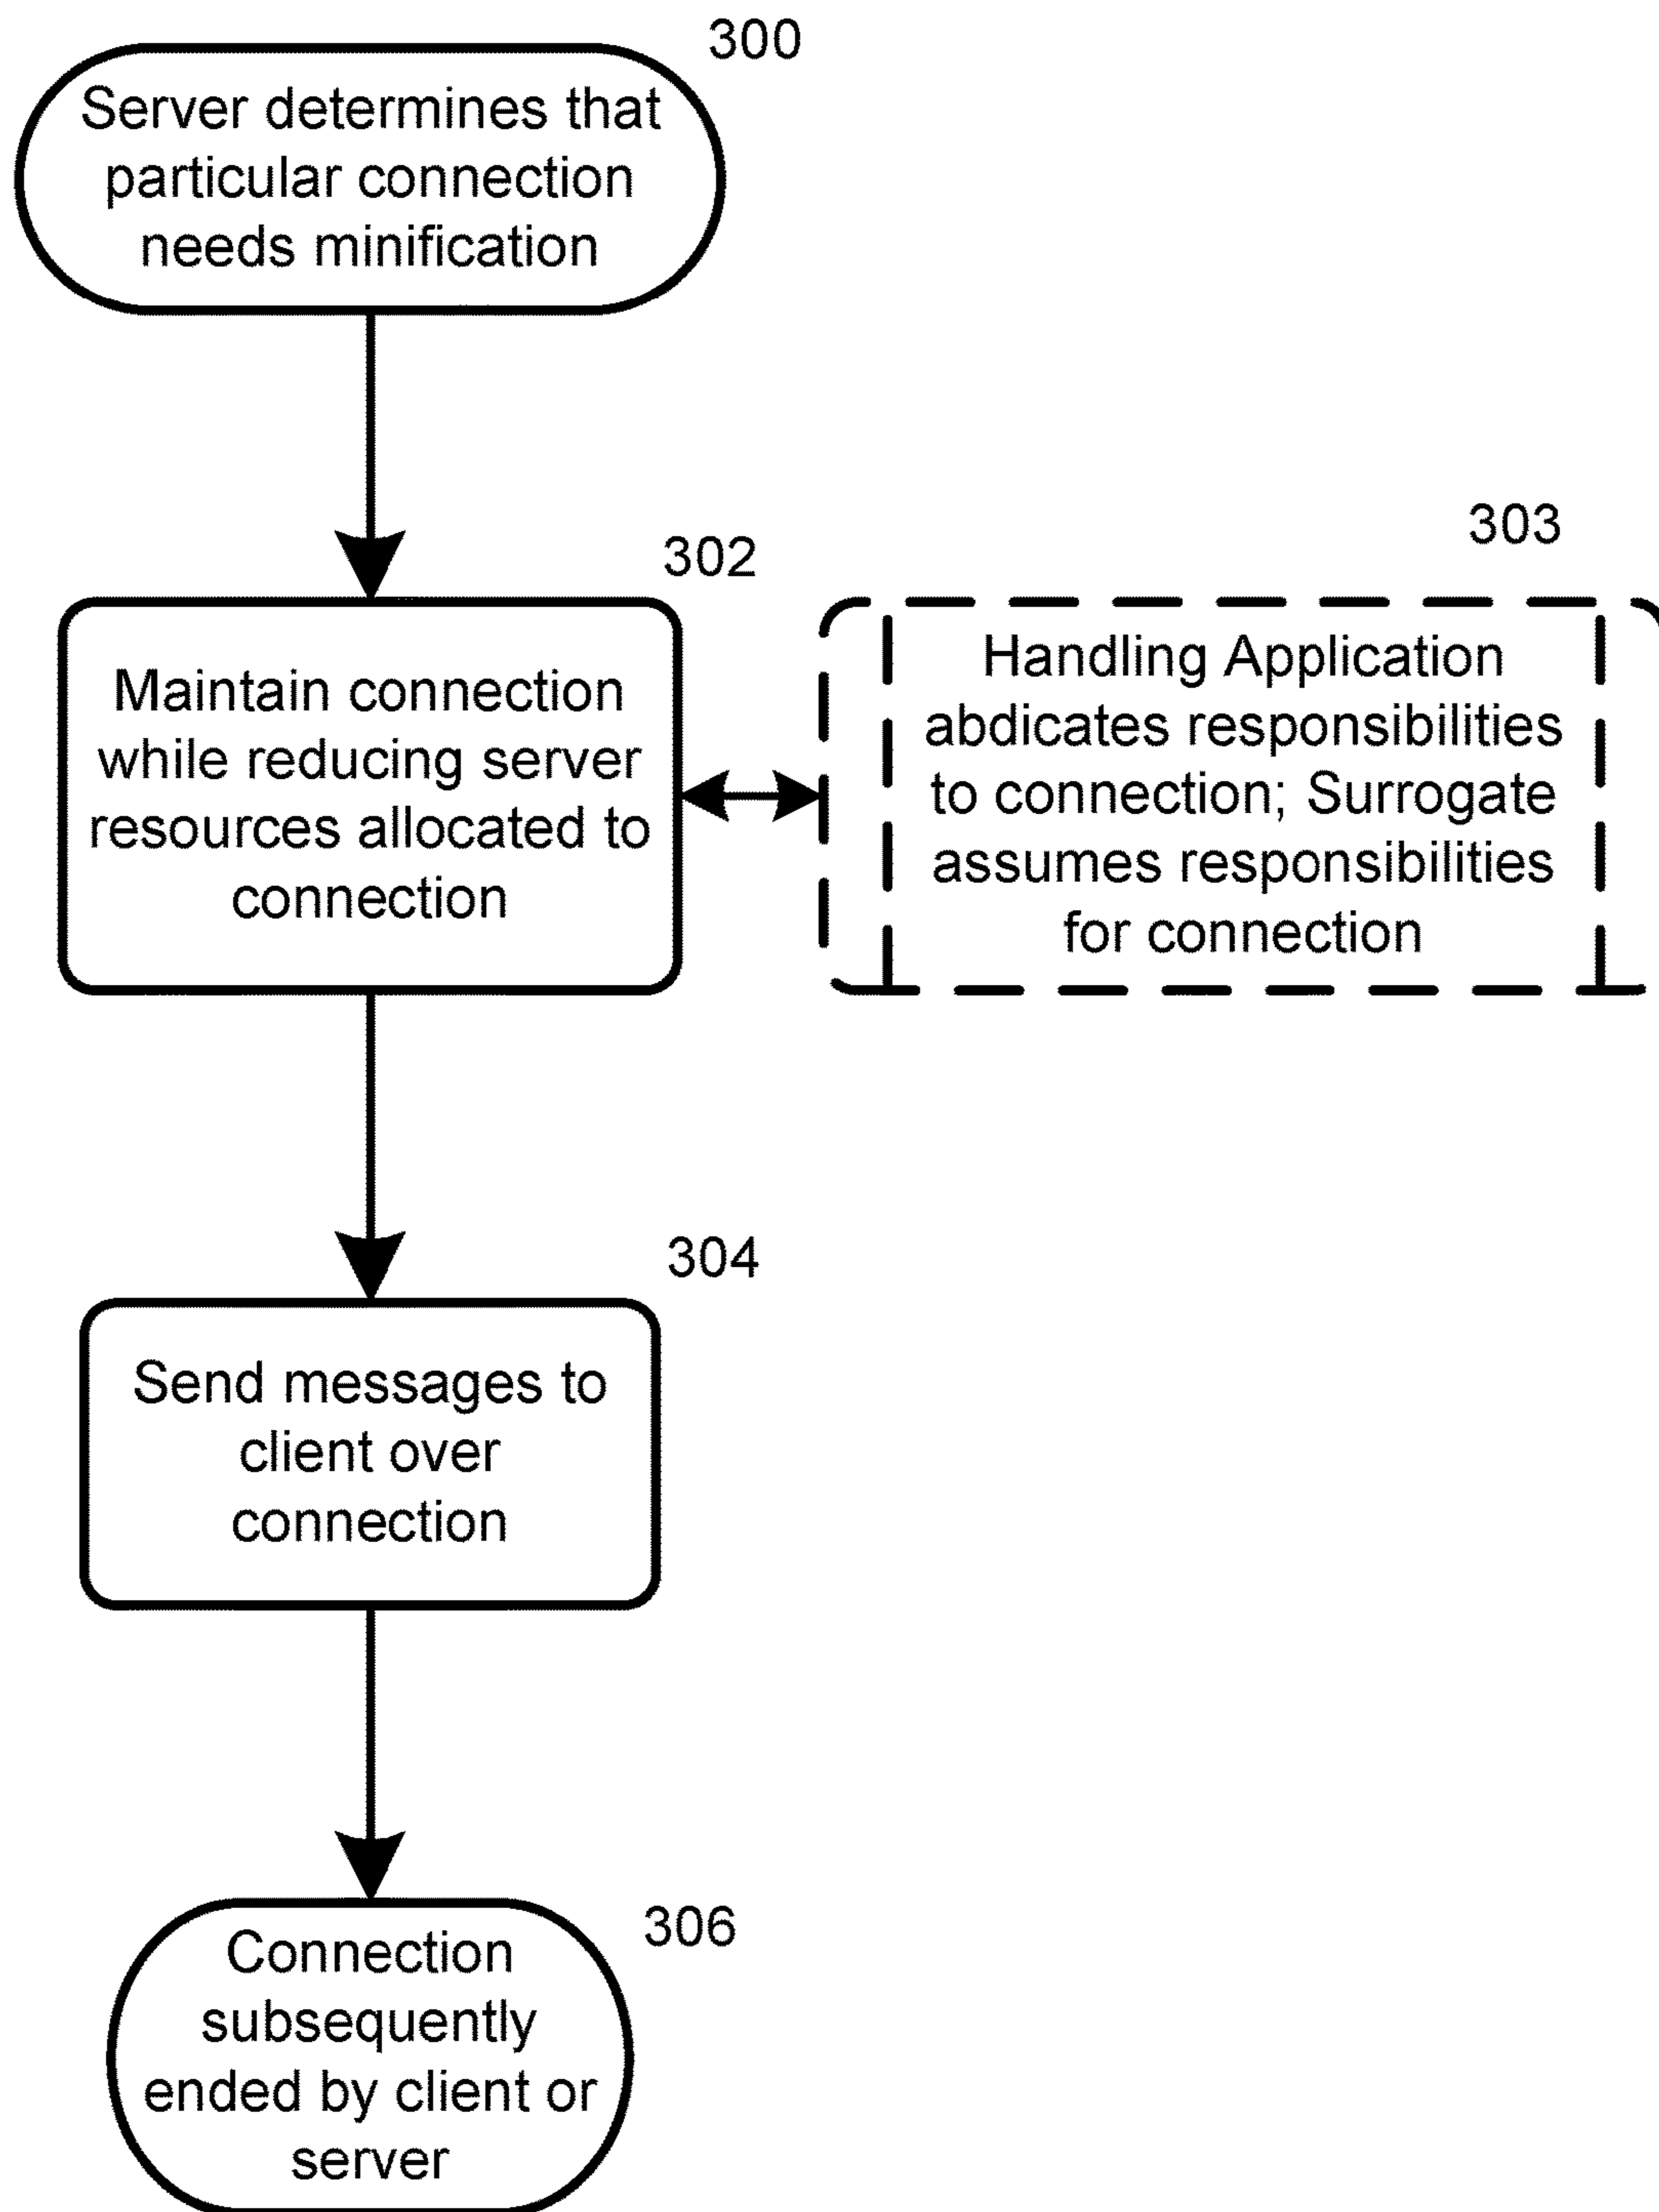 300
Server determines that
particular connection
needs minification
302
Maintain connection
while reducing server
resources allocated to
connection
303
Handling Application
abdicates responsibilities
to connection; Surrogate
assumes responsibilities
for connection
304
Send messages to
client over
connection
306
Connection
subsequently
ended by client or
server